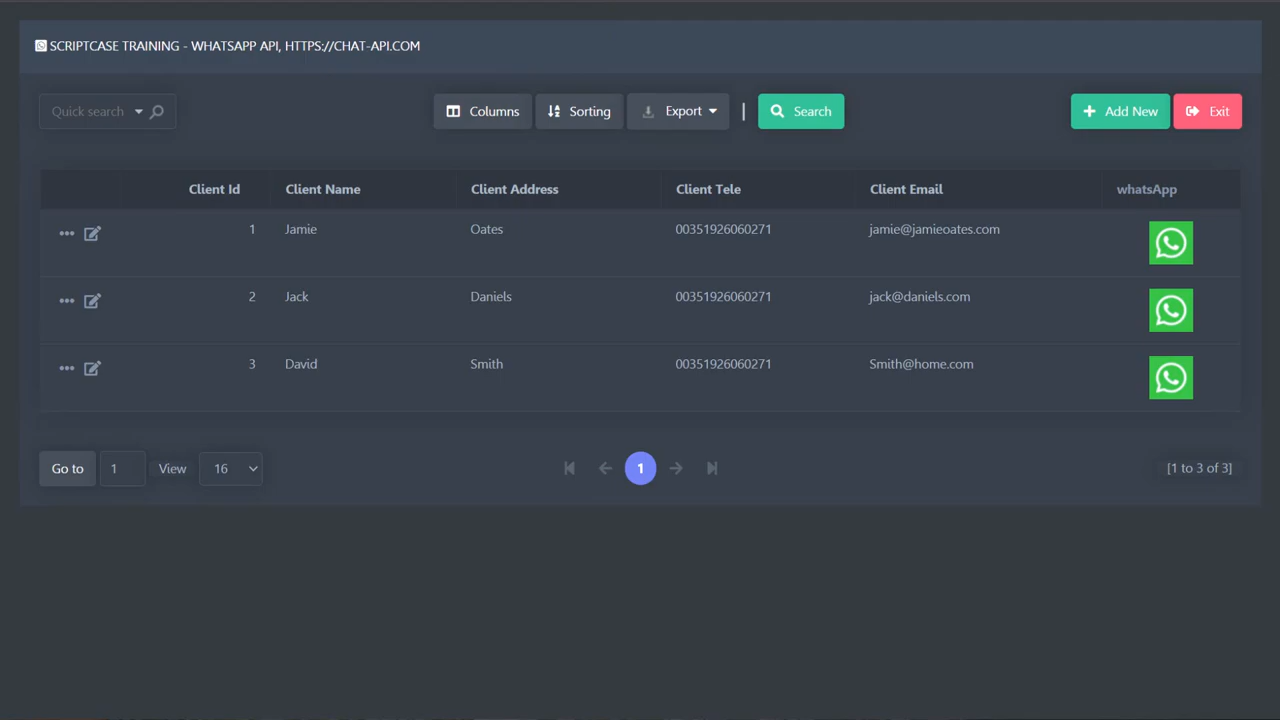 SCRIPTCASE TRAINING - WHATSAPP API, HTTPS://CHAT-API.COM
Quick search Columns Sorting Export | Search Add New Exit
Client Id Client Name Client Address Client Tele Client Email whatsApp
1 Jamie Oates 00351926060271 jamie@jamieoates.com
2 Jack Daniels 00351926060271 jack@daniels.com
3 David Smith 00351926060271 Smith@home.com
Go to 1 View 16 1 [1 to 3 of 3]